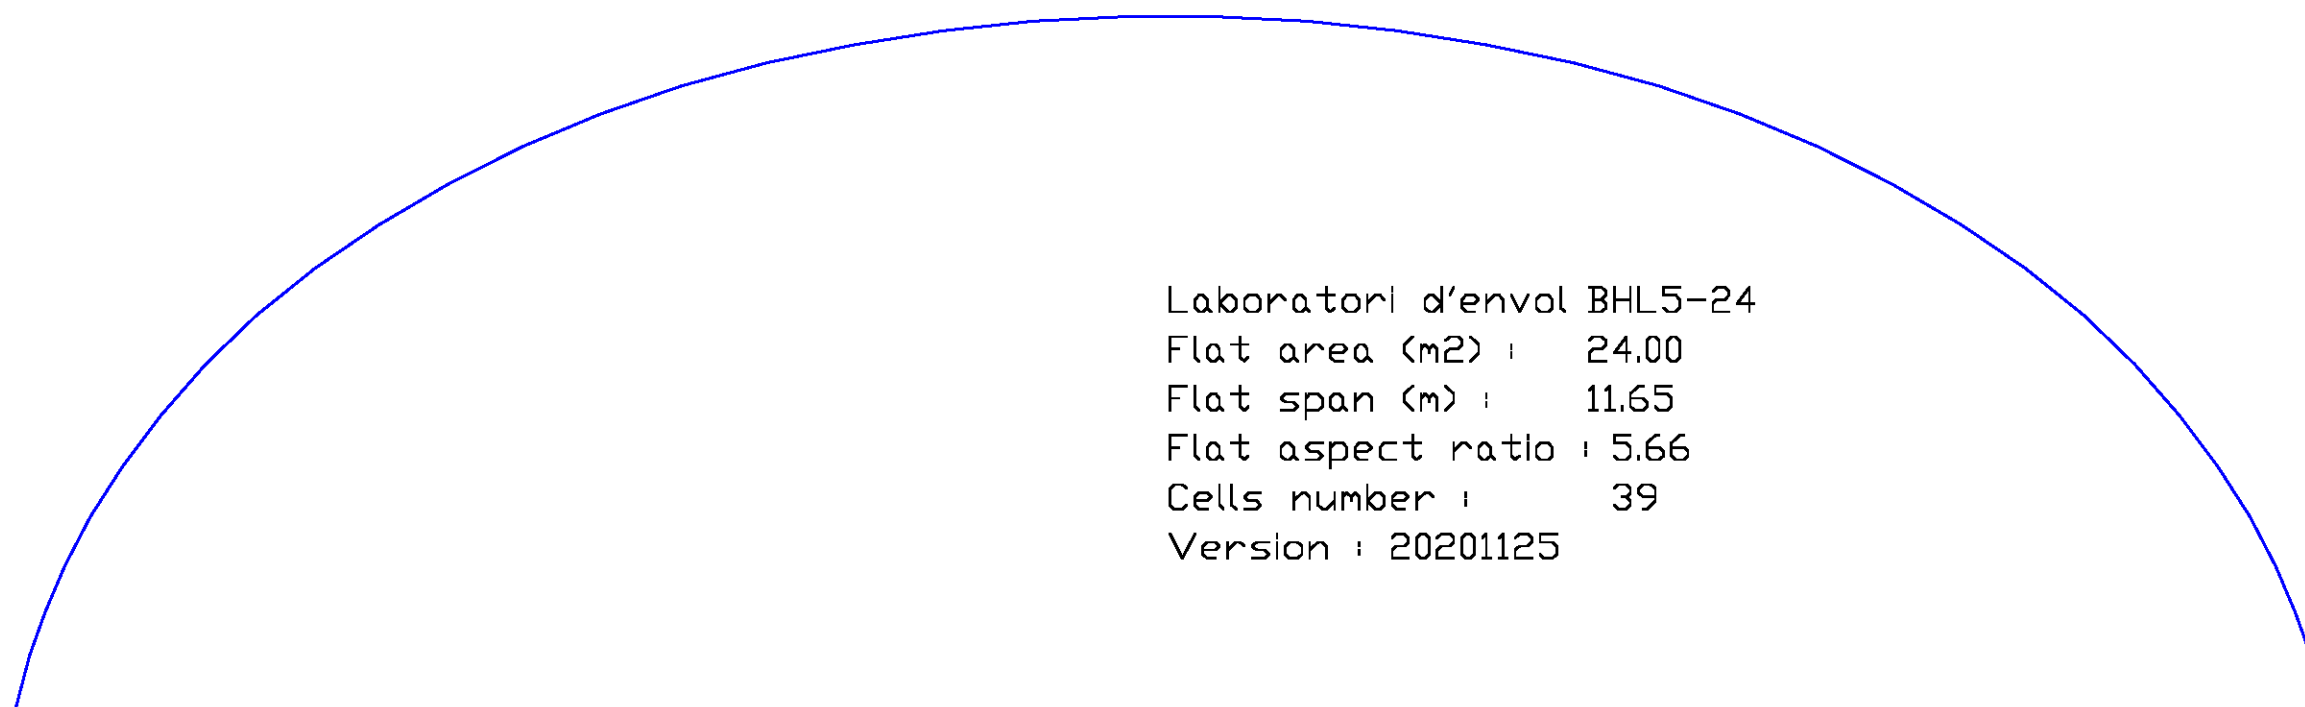 Laboratori d'envol BHL5-24
Flat area (m2) : 24.00
Flat span (m) : 11.65
Flat aspect ratio : 5.66
Cells number : 39
Version : 20201125